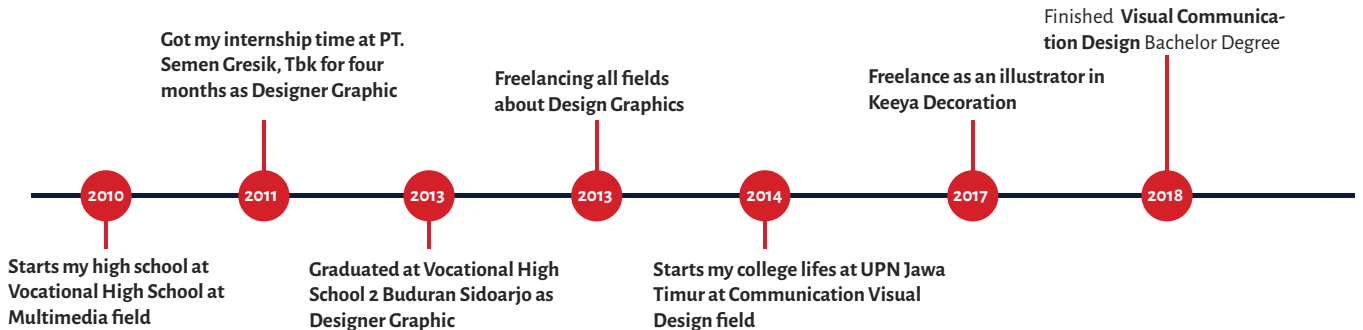 Finished Visual Communica-
tion Design Bachelor Degree
Got my internship time at PT.
Semen Gresik, Tbk for four
months as Designer Graphic
Freelancing all fields
about Design Graphics
Freelance as an illustrator in
Keeya Decoration
2010
2011
2013
2013
2014
2017
2018
Starts my high school at
Vocational High School at
Multimedia field
Graduated at Vocational High
School 2 Buduran Sidoarjo as
Designer Graphic
Starts my college lifes at UPN Jawa
Timur at Communication Visual
Design field